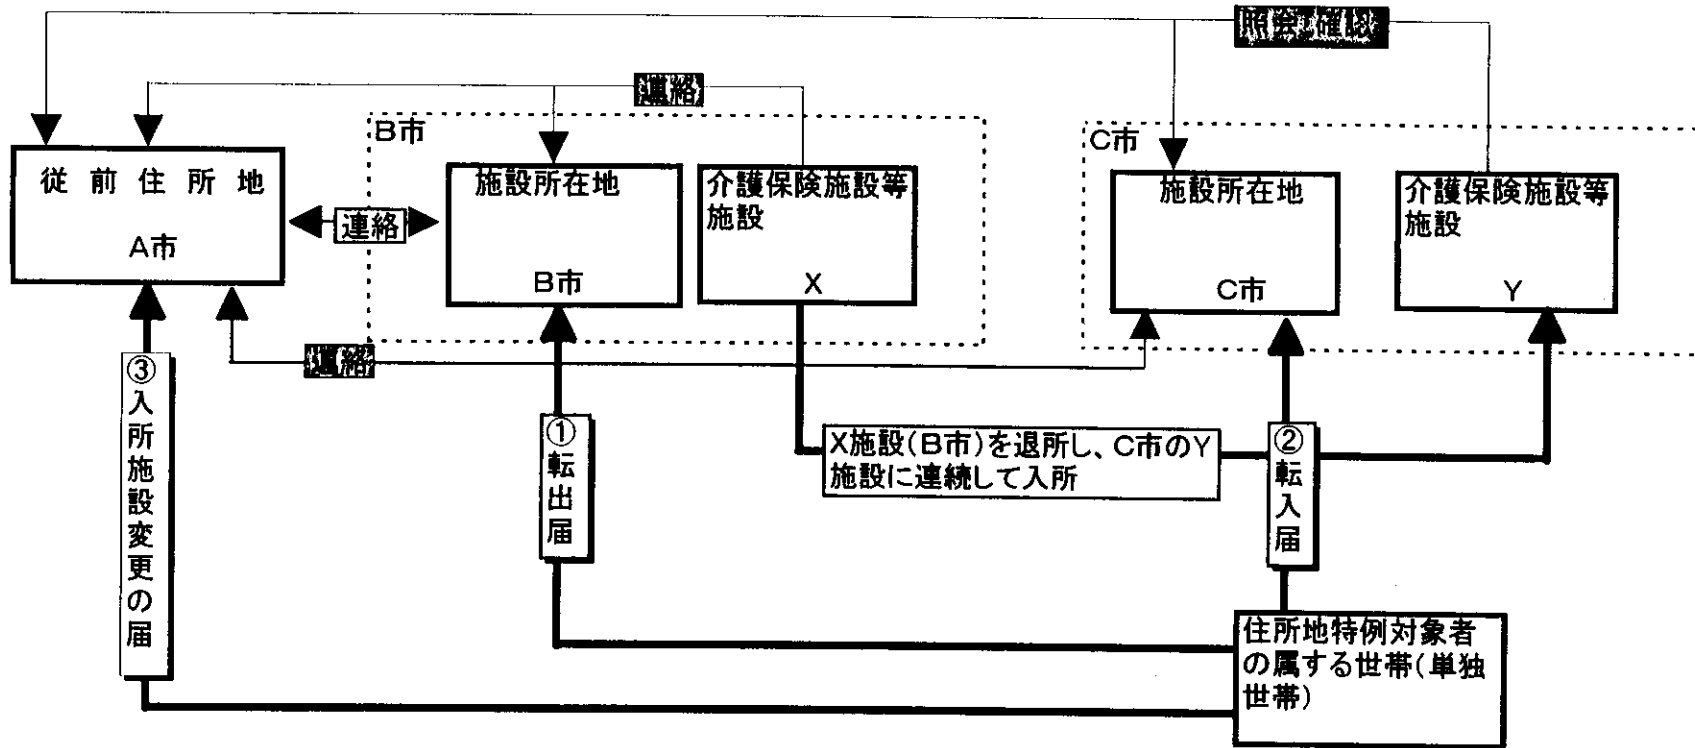 照会・確認
連絡
B市
C市
従前住所地
A市
連絡
施設所在地
B市
介護保険施設等
施設
X
施設所在地
C市
介護保険施設等
施設
Y
連絡
③入所施設変更の届
①転出届
X施設(B市)を退所し、C市のY
施設に連続して入所
②転入届
住所地特例対象者
の属する世帯(単独
世帯)